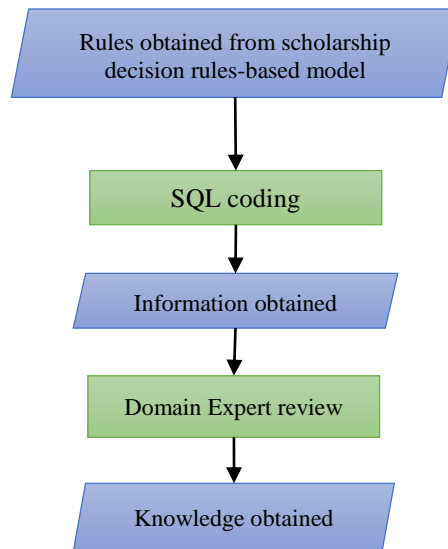 Rules obtained from scholarship
decision rules-based model
SQL coding
Information obtained
Domain Expert review
Knowledge obtained